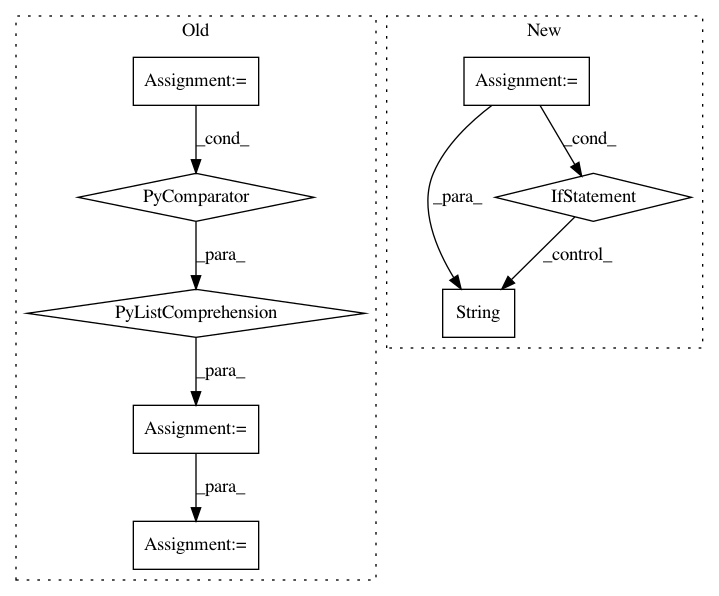 Old
Assignment:=
_cond_
PyComparator
_para_
PyListComprehension
_para_
Assignment:=
_para_
Assignment:=
New
Assignment:=
_cond_
_para_
IfStatement
_control_
String